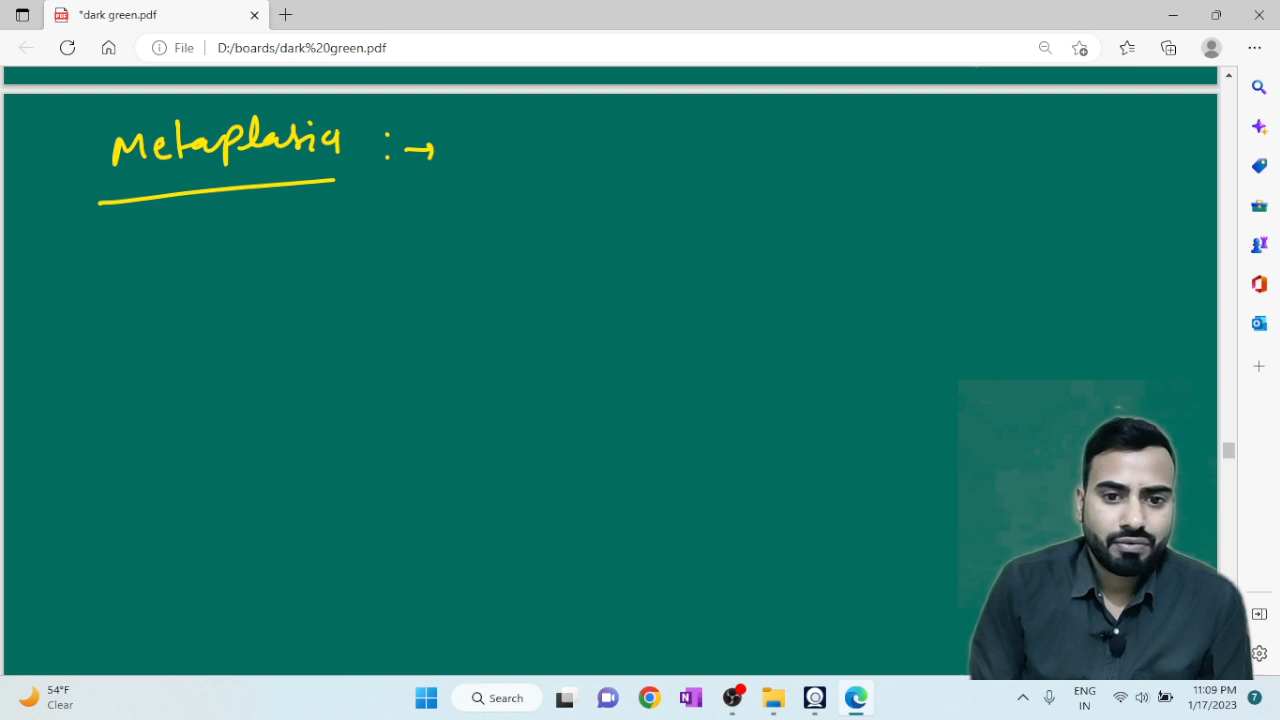 *dark green.pdf
File D:/boards/dark%20green.pdf
Metaplasia :→
54°F
Clear
Search
ENG
IN
11:09 PM
1/17/2023
7